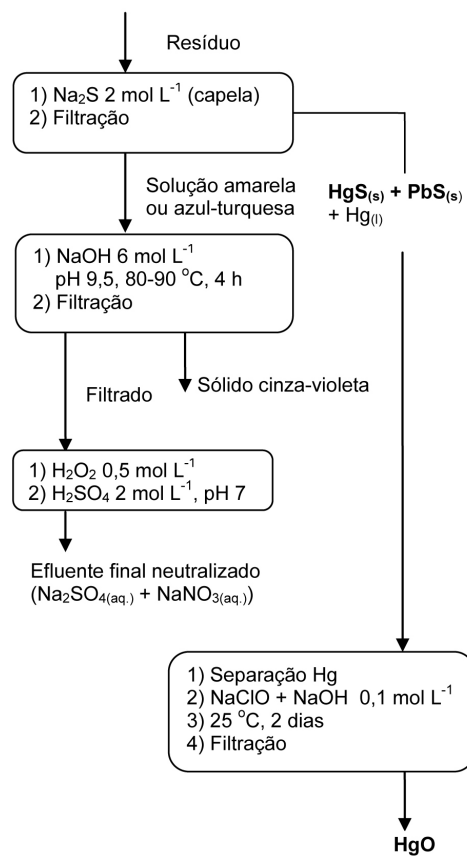 Resíduo
1) Na₂S 2 mol L⁻¹ (capela)
2) Filtração
Solução amarela
ou azul-turquesa
HgS(s) + PbS(s)
+ Hg(l)
1) NaOH 6 mol L⁻¹
pH 9,5, 80-90 °C, 4 h
2) Filtração
Filtrado
Sólido cinza-violeta
1) H₂O₂ 0,5 mol L⁻¹
2) H₂SO₄ 2 mol L⁻¹, pH 7
Efluente final neutralizado
(Na₂SO₄(aq.) + NaNO₃(aq.))
1) Separação Hg
2) NaClO + NaOH 0,1 mol L⁻¹
3) 25 °C, 2 dias
4) Filtração
HgO